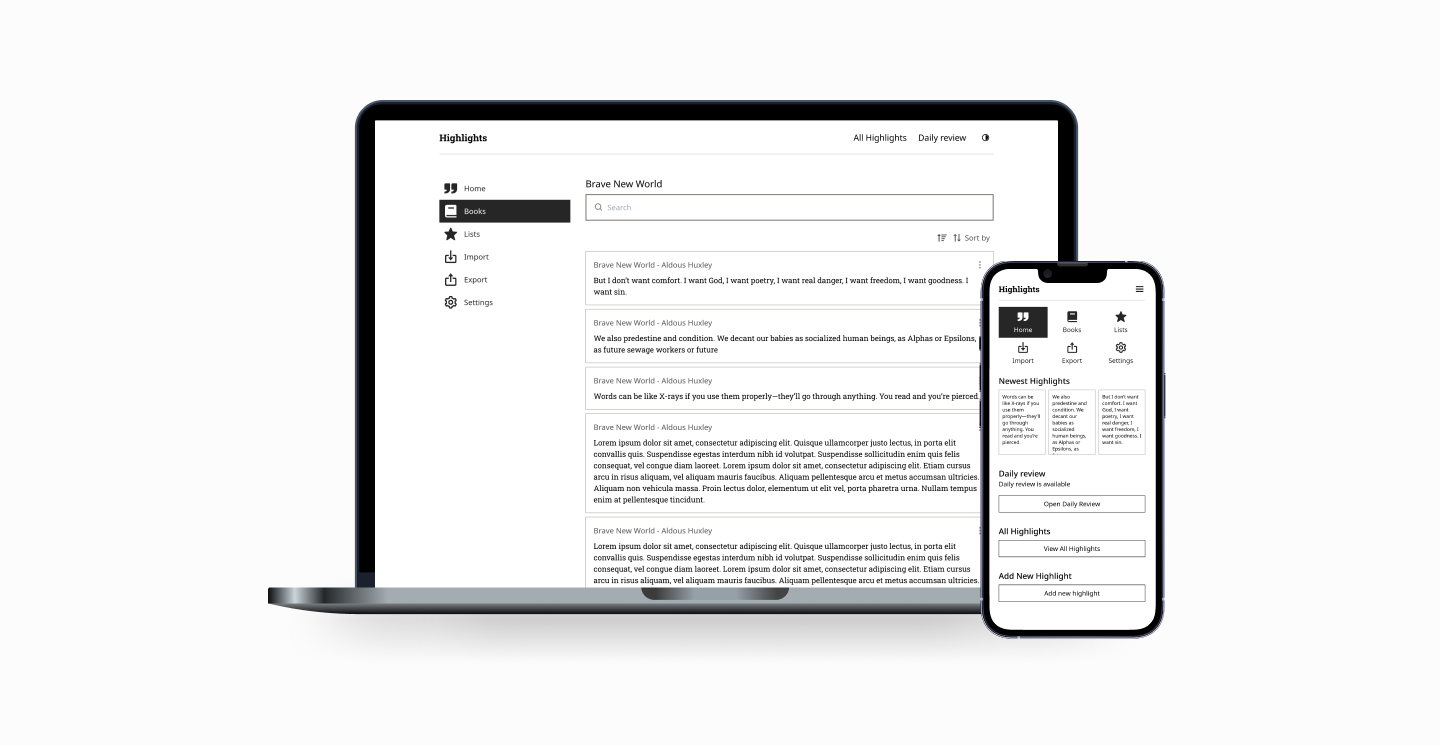 Highlights
All Highlights Daily review
Home
Books
Lists
Import
Export
Settings
Brave New World
Search
Sort by
Brave New World - Aldous Huxley
But I don't want comfort. I want God, I want poetry, I want real danger, I want freedom, I want goodness. I
want sin.
Brave New World - Aldous Huxley
We also predestine and condition. We decant our babies as socialized human beings, as Alphas or Epsilons,
as future sewage workers or future
Brave New World - Aldous Huxley
Words can be like X-rays if you use them properly—they'll go through anything. You read and you're pierced.
Brave New World - Aldous Huxley
Lorem ipsum dolor sit amet, consectetur adipiscing elit. Quisque ullamcorper justo lectus, in porta elit
convallis quis. Suspendisse egestas interdum nibh id volutpat. Suspendisse sollicitudin enim quis felis
consequat, vel congue diam laoreet. Lorem ipsum dolor sit amet, consectetur adipiscing elit. Etiam cursus
arcu in risus aliquam, vel aliquam mauris faucibus. Aliquam pellentesque arcu et metus accumsan ultricies.
Aliquam non vehicula massa. Proin lectus dolor, elementum ut elit vel, porta pharetra urna. Nullam tempus
enim at pellentesque tincidunt.
Brave New World - Aldous Huxley
Lorem ipsum dolor sit amet, consectetur adipiscing elit. Quisque ullamcorper justo lectus, in porta elit
convallis quis. Suspendisse egestas interdum nibh id volutpat. Suspendisse sollicitudin enim quis felis
consequat, vel congue diam laoreet. Lorem ipsum dolor sit amet, consectetur adipiscing elit. Etiam cursus
arcu in risus aliquam, vel aliquam mauris faucibus. Aliquam pellentesque arcu et metus accumsan ultricies.
Highlights
Home Books Lists
Import Export Settings
Newest Highlights
Words can be
like X-rays if you
use them
properly—they'll
go through
anything. You
read and you're
pierced.
We also
predestine and
condition. We
decant our
babies as
socialized
human beings,
as Alphas or
Epsilons, as
But I don't want
comfort. I want
God, I want
poetry, I want
real danger, I
want freedom, I
want goodness. I
want sin.
Daily review
Daily review is available
Open Daily Review
All Highlights
View All Highlights
Add New Highlight
Add new highlight